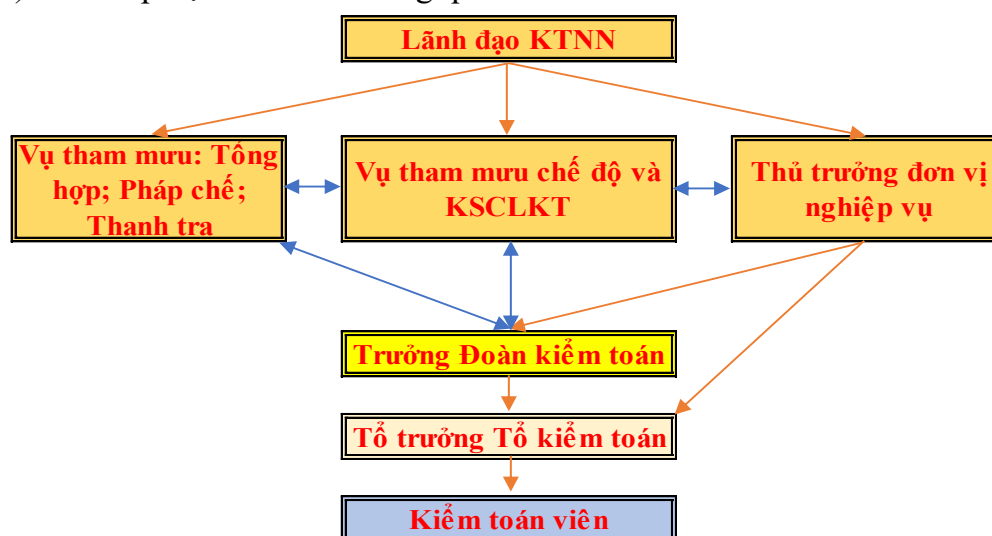 Lãnh đạo KTNN
Vụ tham mưu: Tổng
hợp; Pháp chế;
Thanh tra
Vụ tham mưu chế độ và
KSCLKT
Thủ trưởng đơn vị
nghiệp vụ
Trưởng Đoàn kiểm toán
Tổ trưởng Tổ kiểm toán
Kiểm toán viên